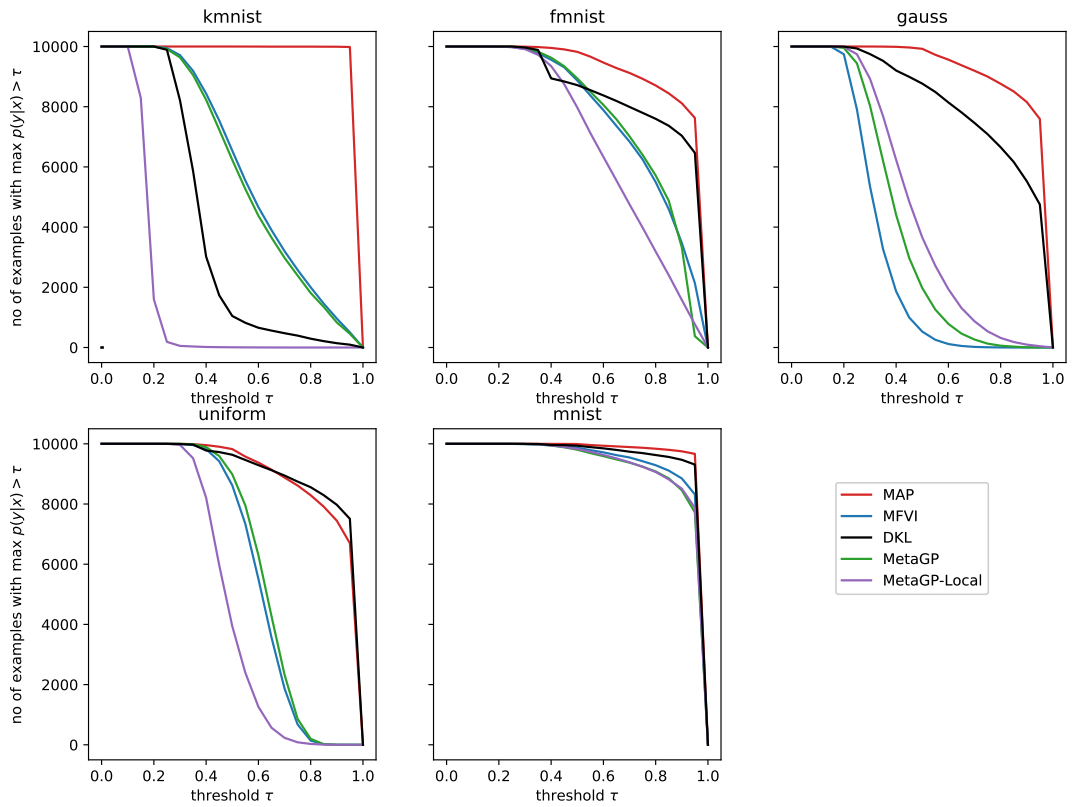 kmnist
fmnist
gauss
10000
8000
6000
4000
2000
0
no of examples with max p(y|x) > τ
0.0 0.2 0.4 0.6 0.8 1.0
0.0 0.2 0.4 0.6 0.8 1.0
0.0 0.2 0.4 0.6 0.8 1.0
threshold τ
threshold τ
threshold τ
uniform
mnist
10000
8000
6000
4000
2000
0
no of examples with max p(y|x) > τ
0.0 0.2 0.4 0.6 0.8 1.0
0.0 0.2 0.4 0.6 0.8 1.0
threshold τ
threshold τ
MAP
MFVI
DKL
MetaGP
MetaGP-Local